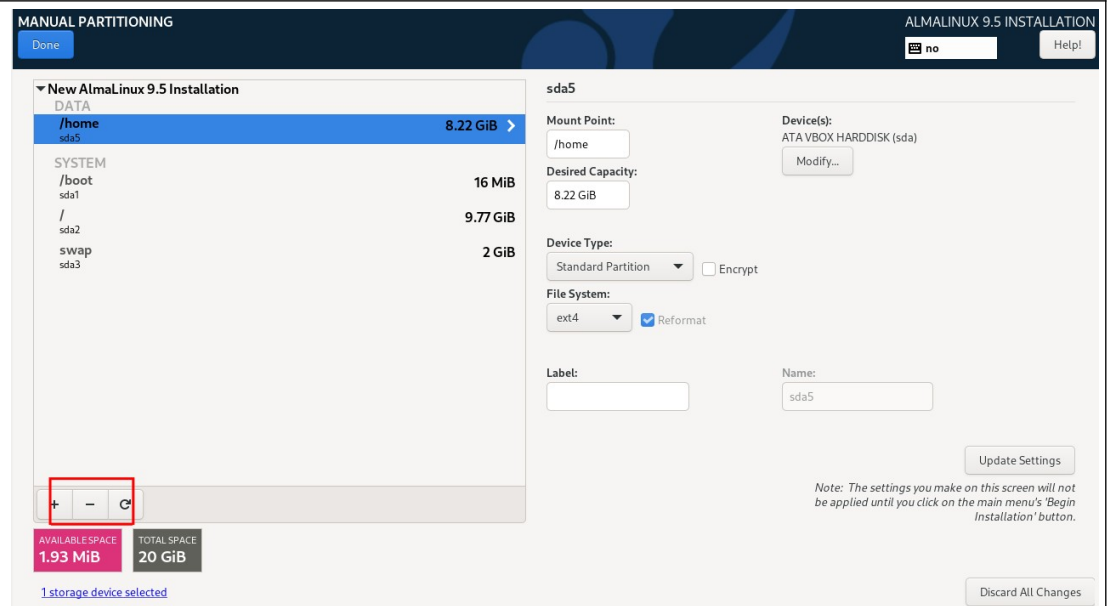 MANUAL PARTITIONING
ALMALINUX 9.5 INSTALLATION
Done
no
Help!
New AlmaLinux 9.5 Installation
DATA
/home
8.22 GiB
sda5
SYSTEM
/boot
16 MiB
sda1
/
9.77 GiB
sda2
swap
2 GiB
sda3
+ −
AVAILABLE SPACE
1.93 MiB
TOTAL SPACE
20 GiB
1 storage device selected
sda5
Mount Point:
/home
Device(s):
ATA VBOX HARDDISK (sda)
Modify...
Desired Capacity:
8.22 GiB
Device Type:
Standard Partition
Encrypt
File System:
ext4
Reformat
Label:
Name:
sda5
Update Settings
Note: The settings you make on this screen will not
be applied until you click on the main menu's 'Begin
Installation' button.
Discard All Changes